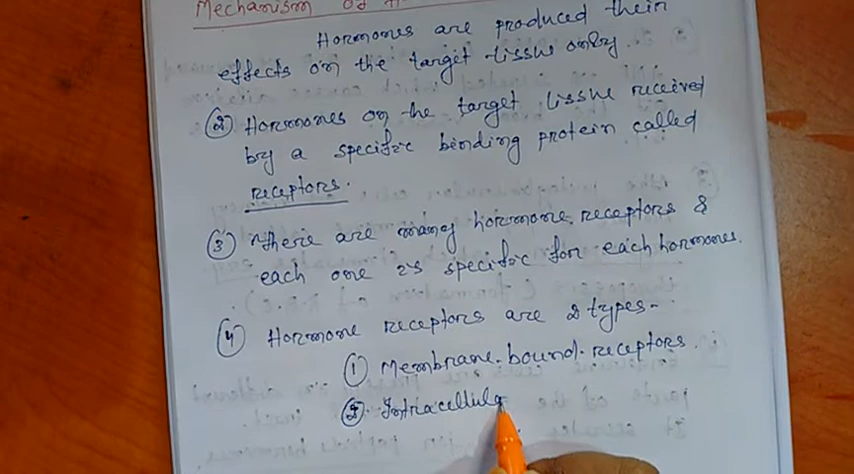 Mechanism of
Hormones are produced their
effects on the target tissue only.
② Hormones on the target tissue received
by a specific binding protein called
receptors.
③ There are many hormone receptors &
each one is specific for each hormones.
④ Hormone receptors are 2 types-
① Membrane-bound-receptors.
② Intracellula